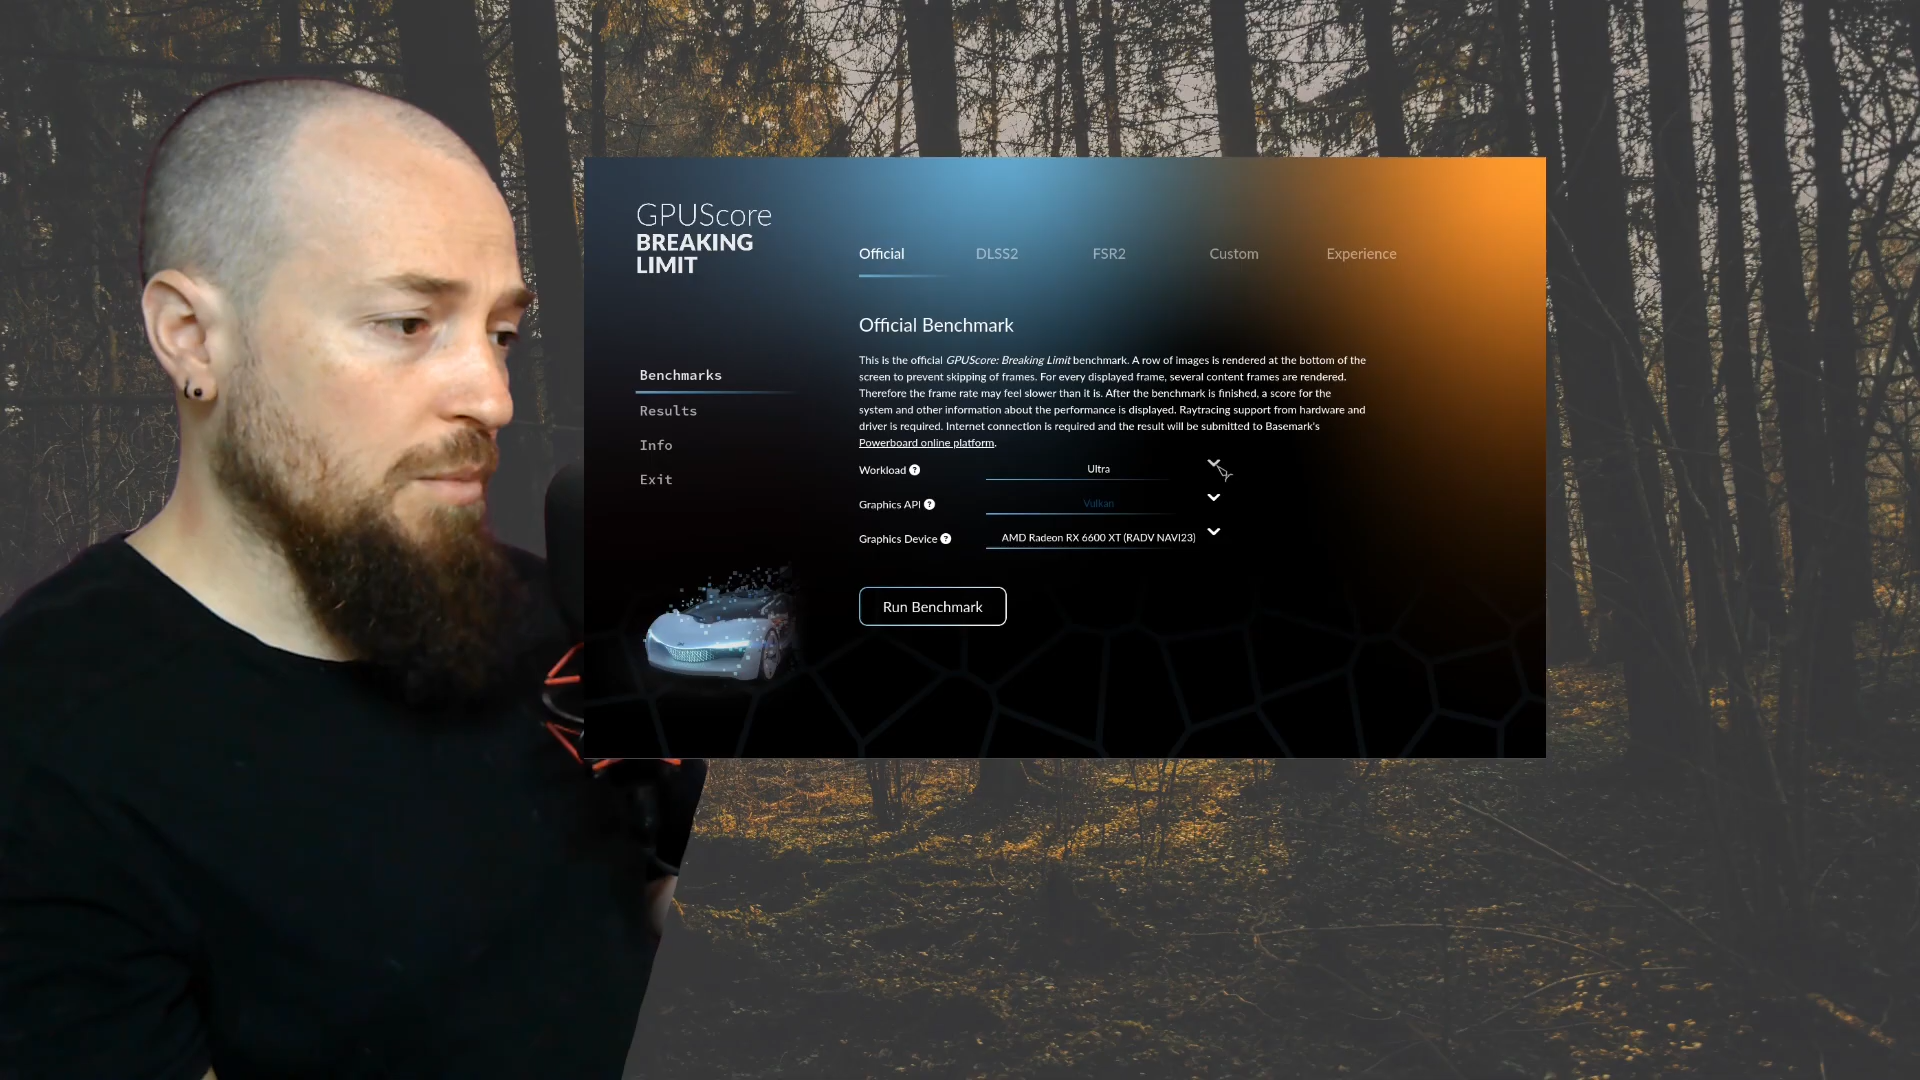 GPUScore
BREAKING
LIMIT
Official DLSS2 FSR2 Custom Experience
Benchmarks
Results
Info
Exit
Official Benchmark
This is the official GPUScore: Breaking Limit benchmark. A row of images is rendered at the bottom of the
screen to prevent skipping of frames. For every displayed frame, several content frames are rendered.
Therefore the frame rate may feel slower than it is. After the benchmark is finished, a score for the
system and other information about the performance is displayed. Raytracing support from hardware and
driver is required. Internet connection is required and the result will be submitted to Basemark's
Powerboard online platform.
Workload ? Ultra
Graphics API ? Vulkan
Graphics Device ? AMD Radeon RX 6600 XT (RADV NAVI23)
Run Benchmark